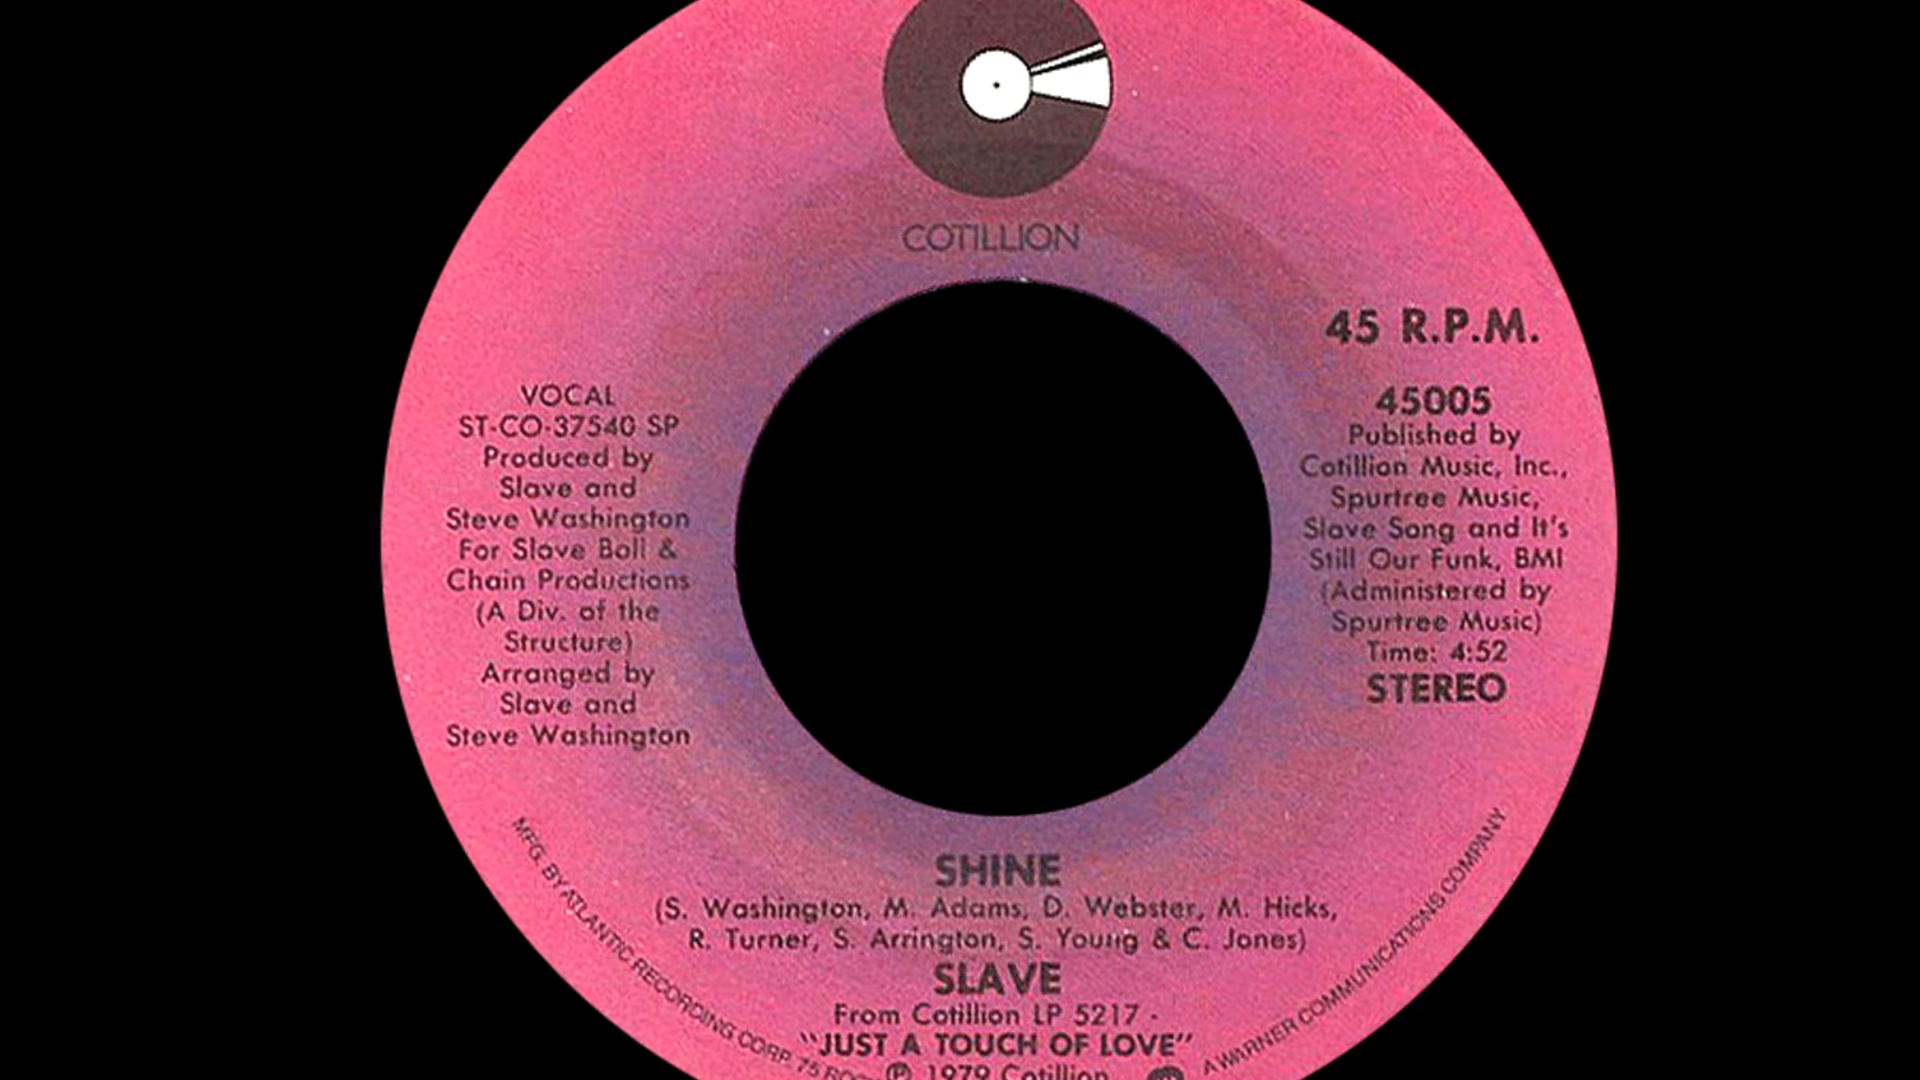 COTILLION
45 R.P.M.
VOCAL
ST-CO-37540 SP
Produced by
Slave and
Steve Washington
For Slave Ball &
Chain Productions
(A Div. of the
Structure)
Arranged by
Slave and
Steve Washington
45005
Published by
Cotillion Music, Inc.,
Spurtree Music,
Slave Song and It's
Still Our Funk, BMI
(Administered by
Spurtree Music)
Time: 4:52
STEREO
SHINE
(S. Washington, M. Adams, D. Webster, M. Hicks,
R. Turner, S. Arrington, S. Young & C. Jones)
SLAVE
From Cotillion LP 5217 -
"JUST A TOUCH OF LOVE"
℗ 1979 Cotillion
MFG. BY ATLANTIC RECORDING CORP. 75
A WARNER COMMUNICATIONS COMPANY